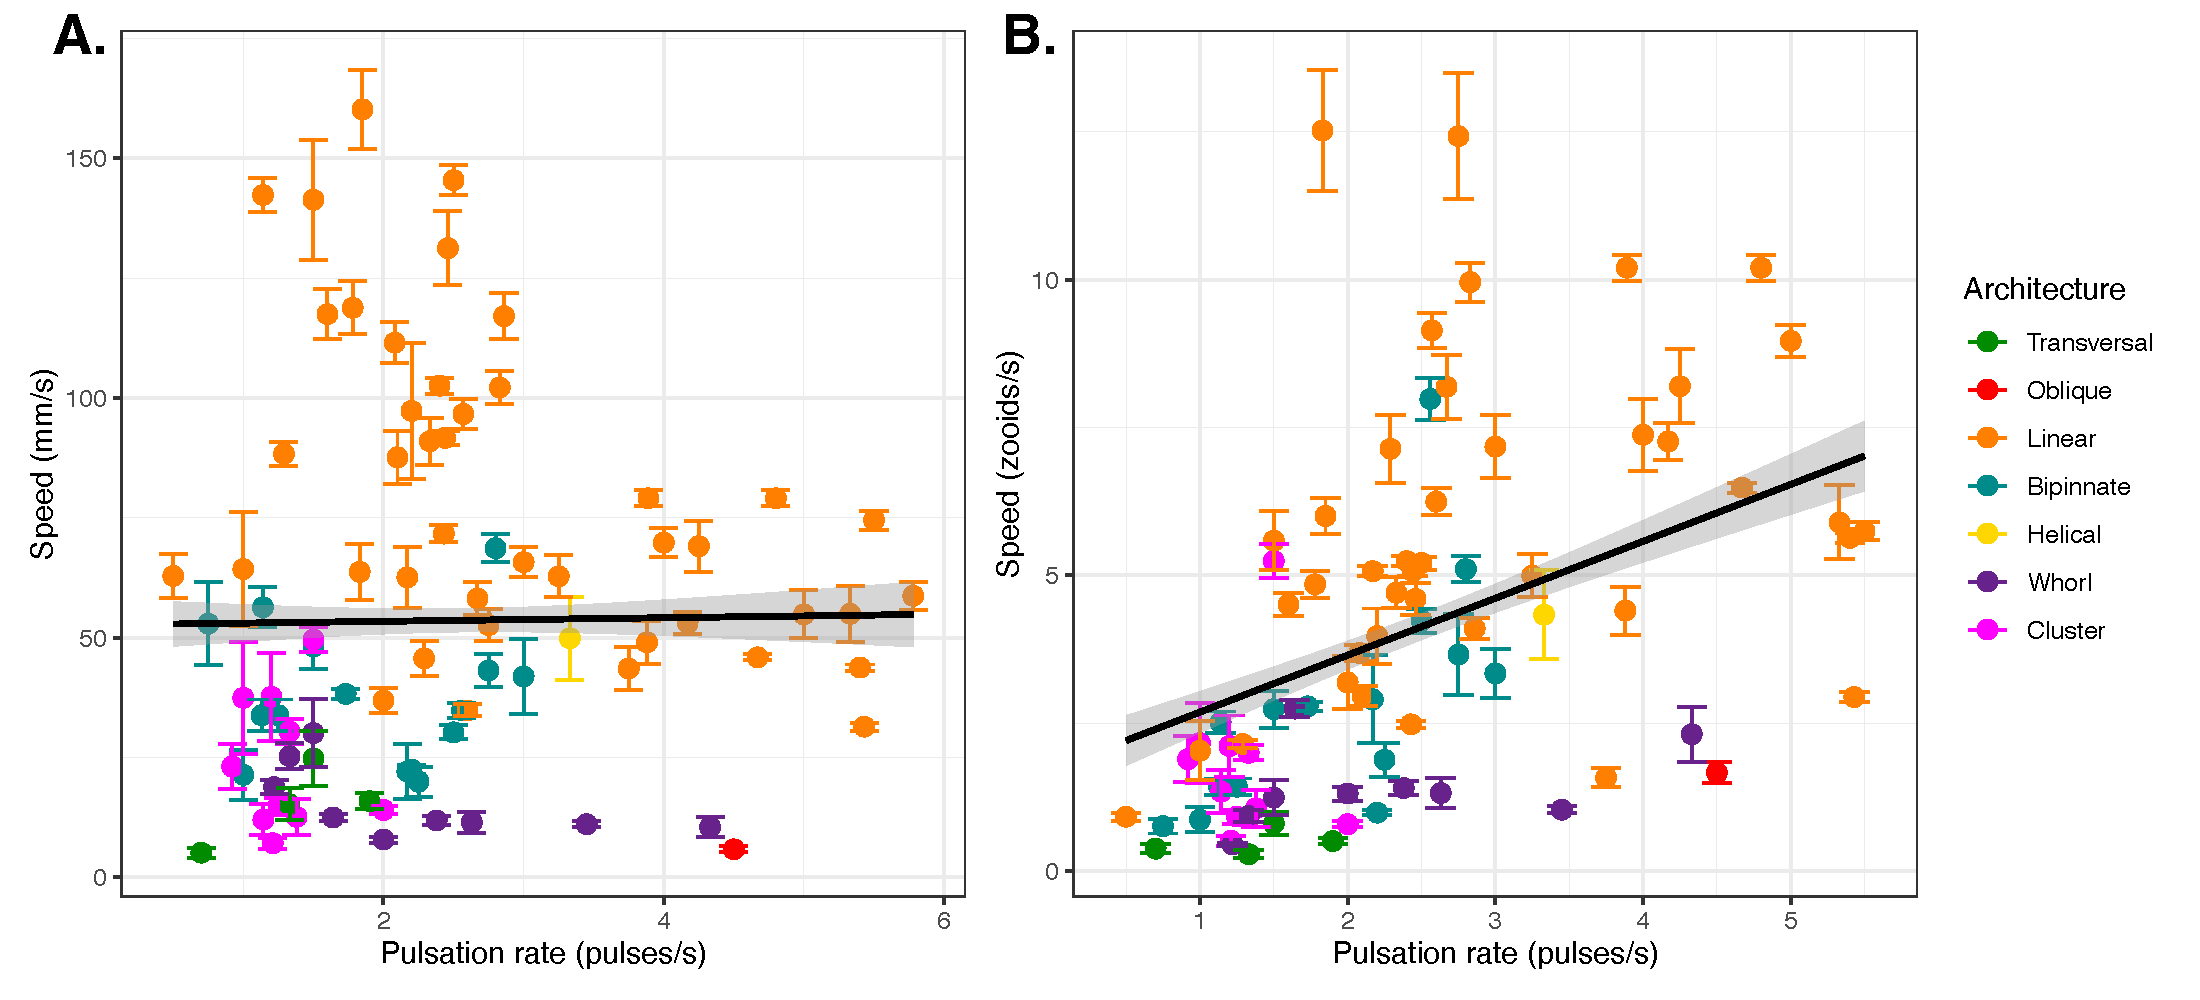 A.
Speed (mm/s)
150
100
50
0
2 4 6
Pulsation rate (pulses/s)
B.
Speed (zooids/s)
10
5
0
1 2 3 4 5
Pulsation rate (pulses/s)
Architecture
Transversal
Oblique
Linear
Bipinnate
Helical
Whorl
Cluster